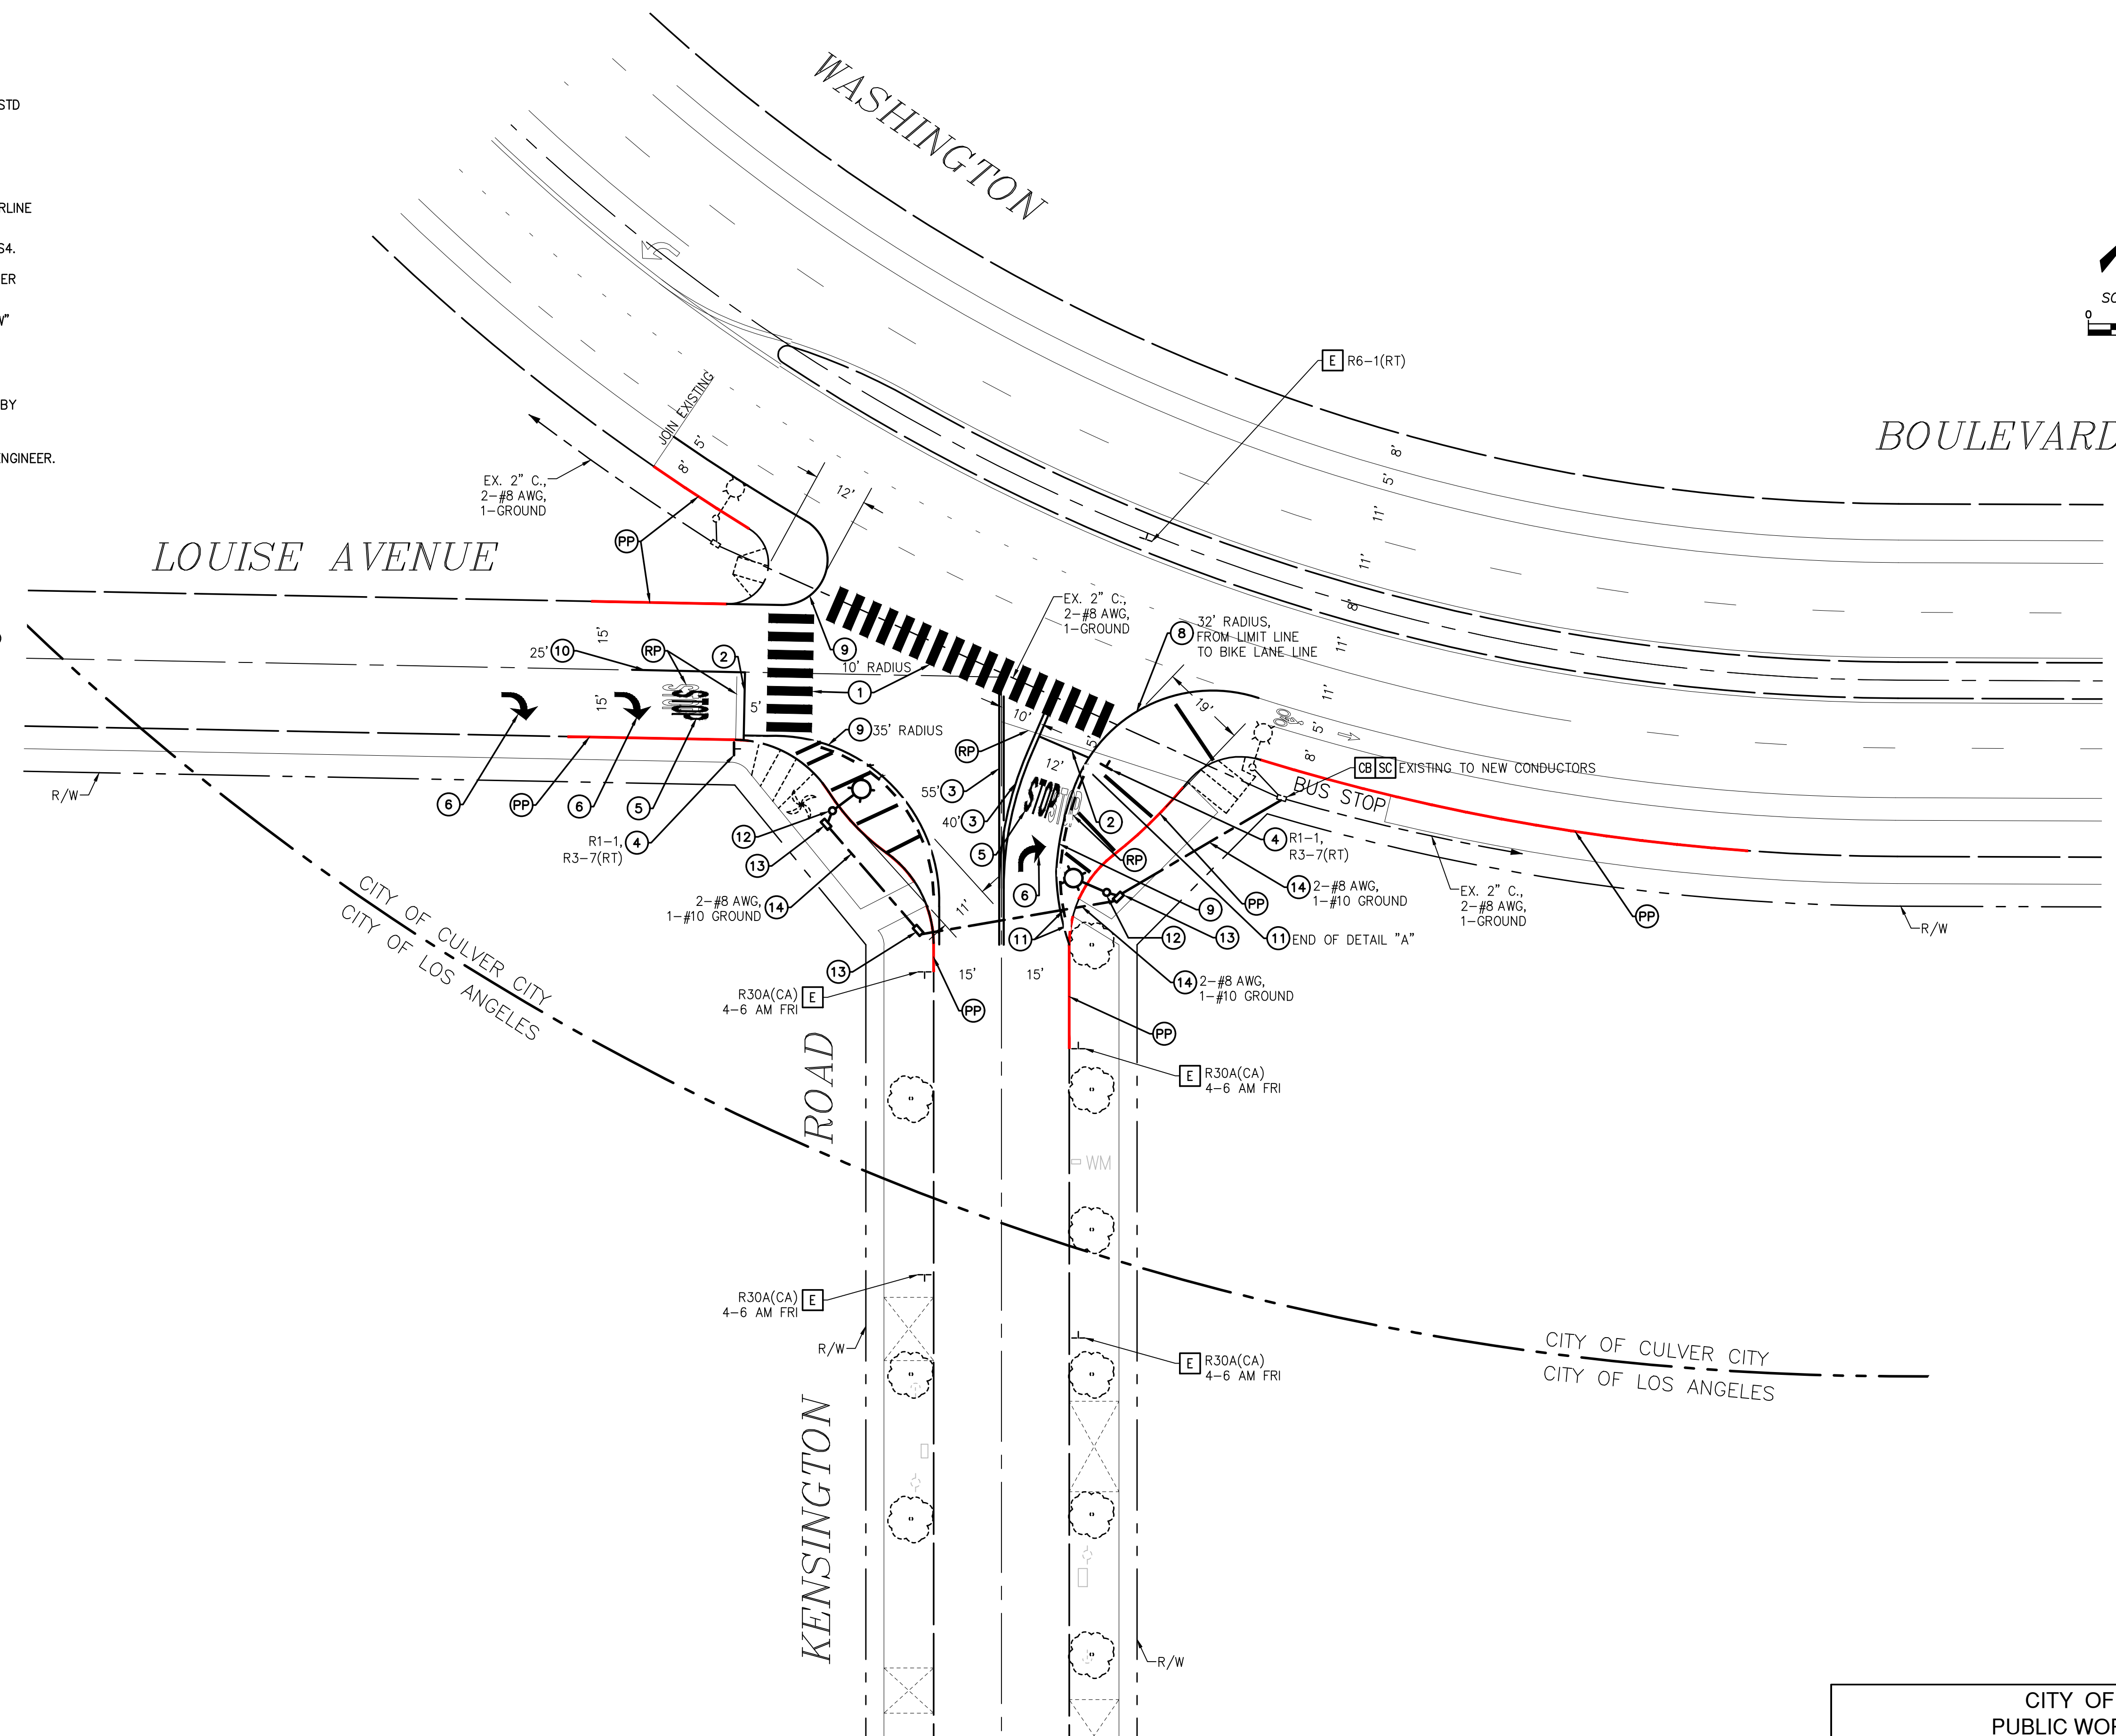 STD
RLINE
S4.
ER
W"
BY
ENGINEER.
WASHINGTON
BOULEVARD
0
E R6-1(RT)
JOIN EXISTING
5'
8'
12'
EX. 2" C.,
2-#8 AWG,
1-GROUND
PP
LOUISE AVENUE
8'
5'
11'
11'
8'
11'
11'
5'
8'
EX. 2" C.,
2-#8 AWG,
1-GROUND
8 32' RADIUS,
FROM LIMIT LINE
TO BIKE LANE LINE
15'
25' 10
RP
2
9
10' RADIUS
1
15'
STOP
STOP
5'
9 35' RADIUS
10'
19'
5'
RP
12'
STOP
STOP
CB SC EXISTING TO NEW CONDUCTORS
BUS STOP
R/W
6
PP
6
5
R1-1,
R3-7(RT) 4
55' 3
40' 3
5
6
2
RP
4 R1-1,
R3-7(RT)
12
13
2-#8 AWG,
1-#10 GROUND 14
11'
14 2-#8 AWG,
1-#10 GROUND
PP
9
EX. 2" C.,
2-#8 AWG,
1-GROUND
PP
R/W
11
12
13
11 END OF DETAIL "A"
13
15'
15'
14 2-#8 AWG,
1-#10 GROUND
R30A(CA) E
4-6 AM FRI
PP
PP
CITY OF CULVER CITY
CITY OF LOS ANGELES
E R30A(CA)
4-6 AM FRI
WM
R30A(CA) E
4-6 AM FRI
R/W
E R30A(CA)
4-6 AM FRI
CITY OF CULVER CITY
CITY OF LOS ANGELES
KENSINGTON ROAD
R/W
CITY OF